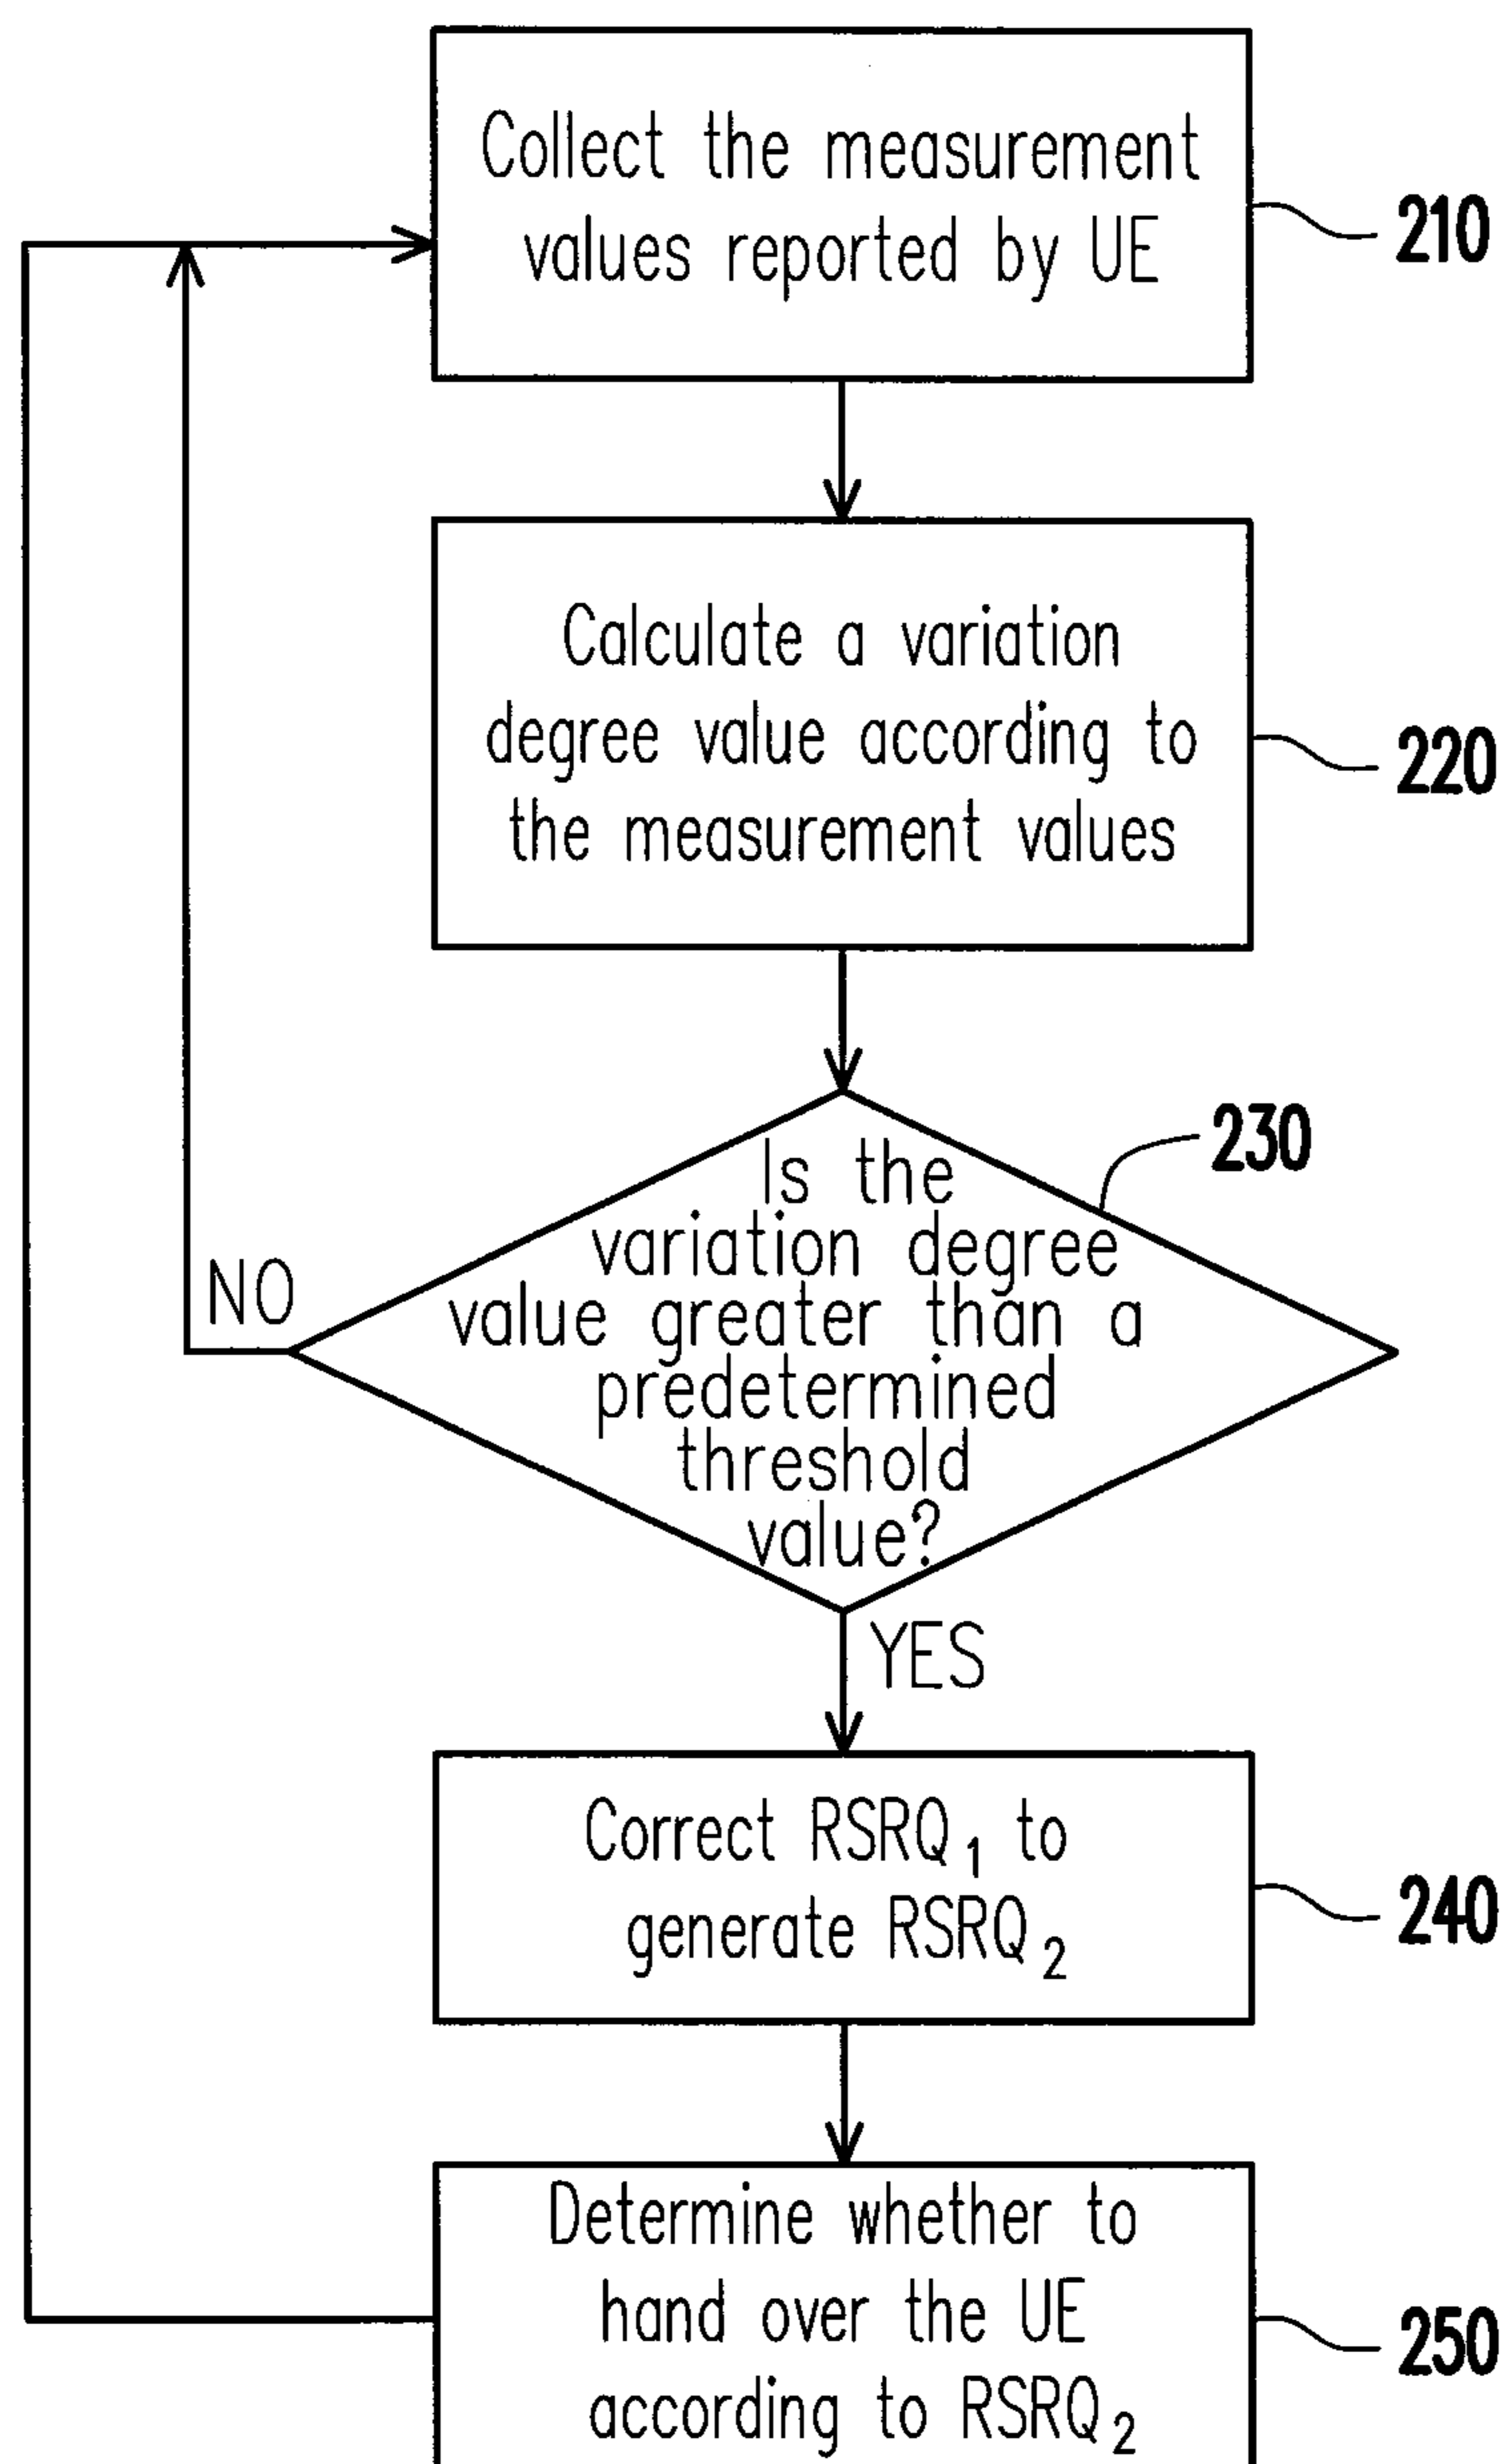 Collect the measurement
values reported by UE
210
Calculate a variation
degree value according to
the measurement values
220
230
Is the
variation degree
value greater than a
predetermined
threshold
value?
NO
YES
Correct RSRQ₁ to
generate RSRQ₂
240
Determine whether to
hand over the UE
according to RSRQ₂
250